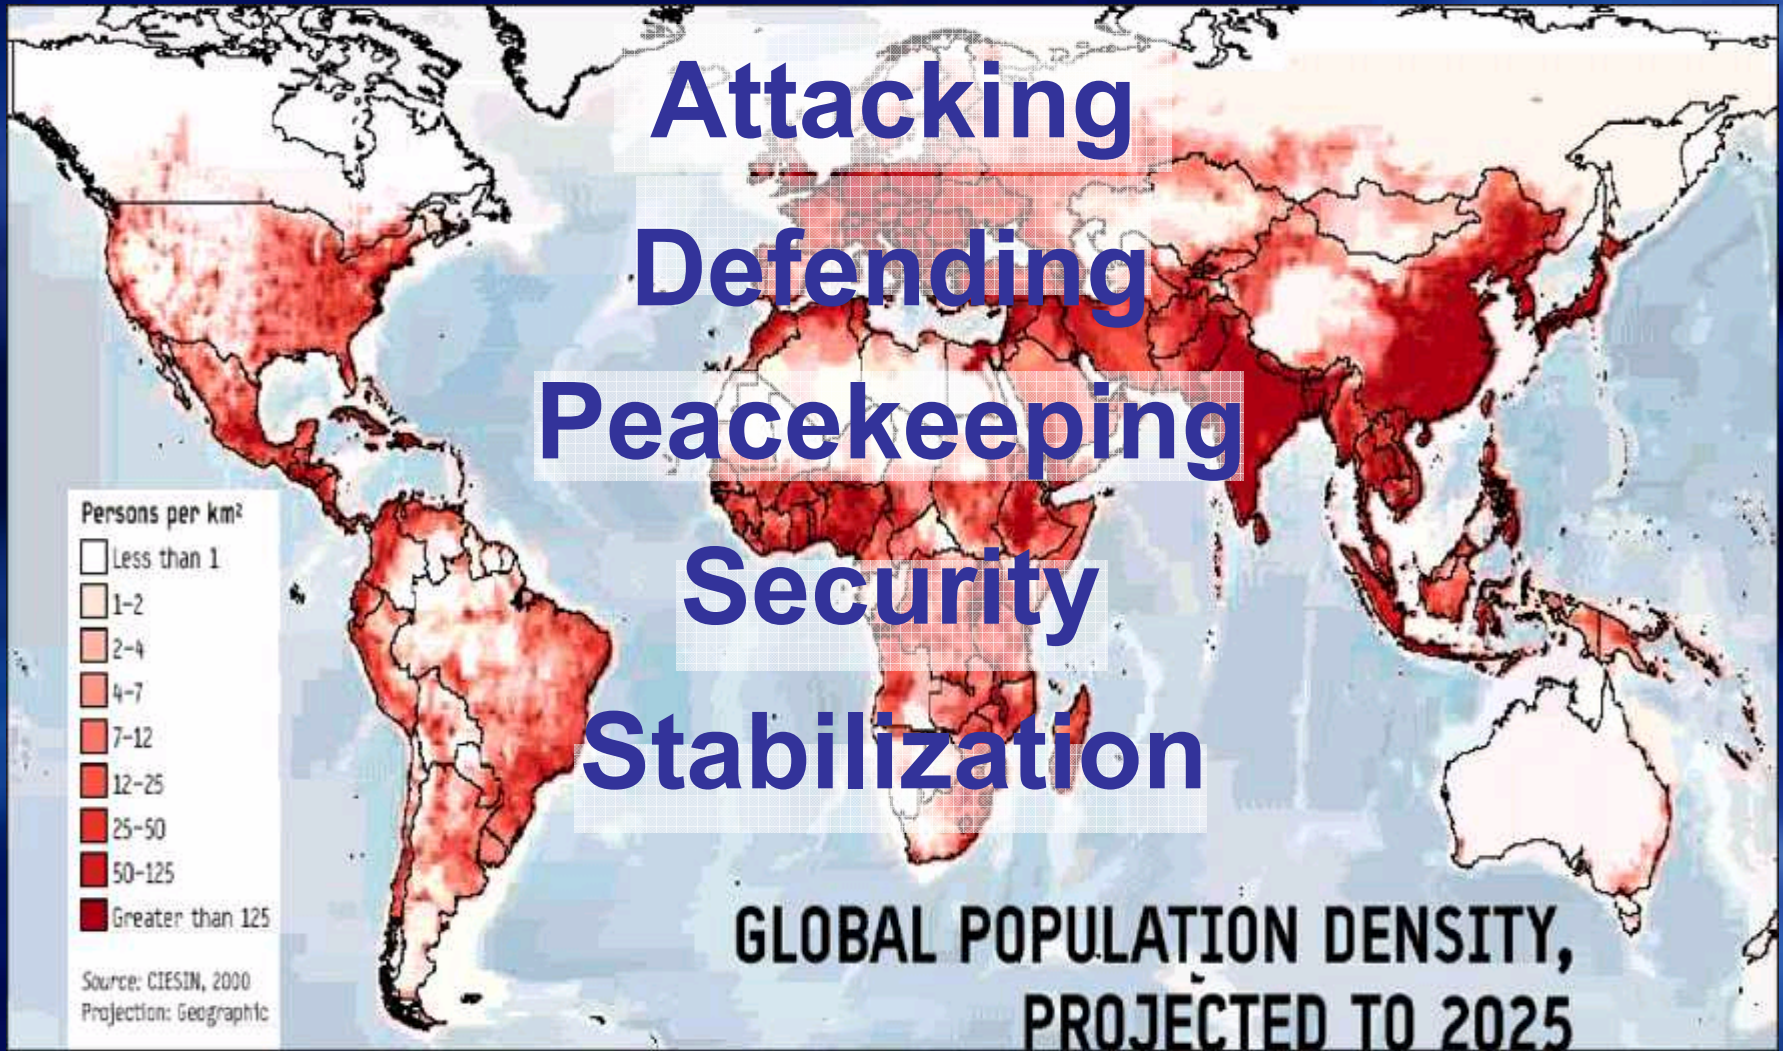 Attacking
Defending
Peacekeeping
Security
Stabilization
Persons per km²
Less than 1
1-2
2-4
4-7
7-12
12-25
25-50
50-125
Greater than 125
Source: CIESIN, 2000
Projection: Geographic
GLOBAL POPULATION DENSITY,
PROJECTED TO 2025